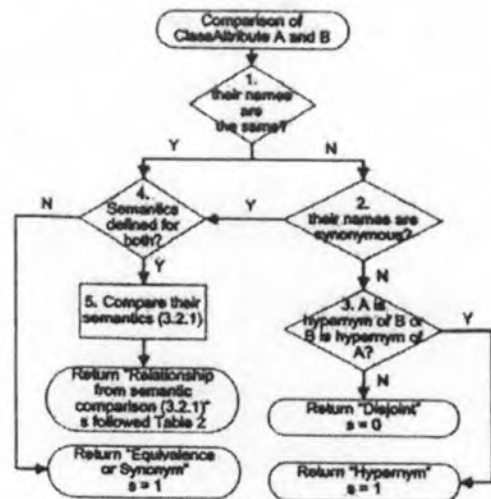 Comparison of
ClassAttribute A and B
1.
their names
are
the same?
Y
N
4.
Semantics
defined for
both?
N
Y
2.
their names are
synonymous?
Y
N
5. Compare their
semantics (3.2.1)
3. A is
hypernym of B or
B is hypernym of
A?
Y
N
Return "Relationship
from semantic
comparison (3.2.1)"
s followed Table 2
Return "Disjoint"
s = 0
Return "Equivalence
or Synonym"
s = 1
Return "Hypernym"
s = 1